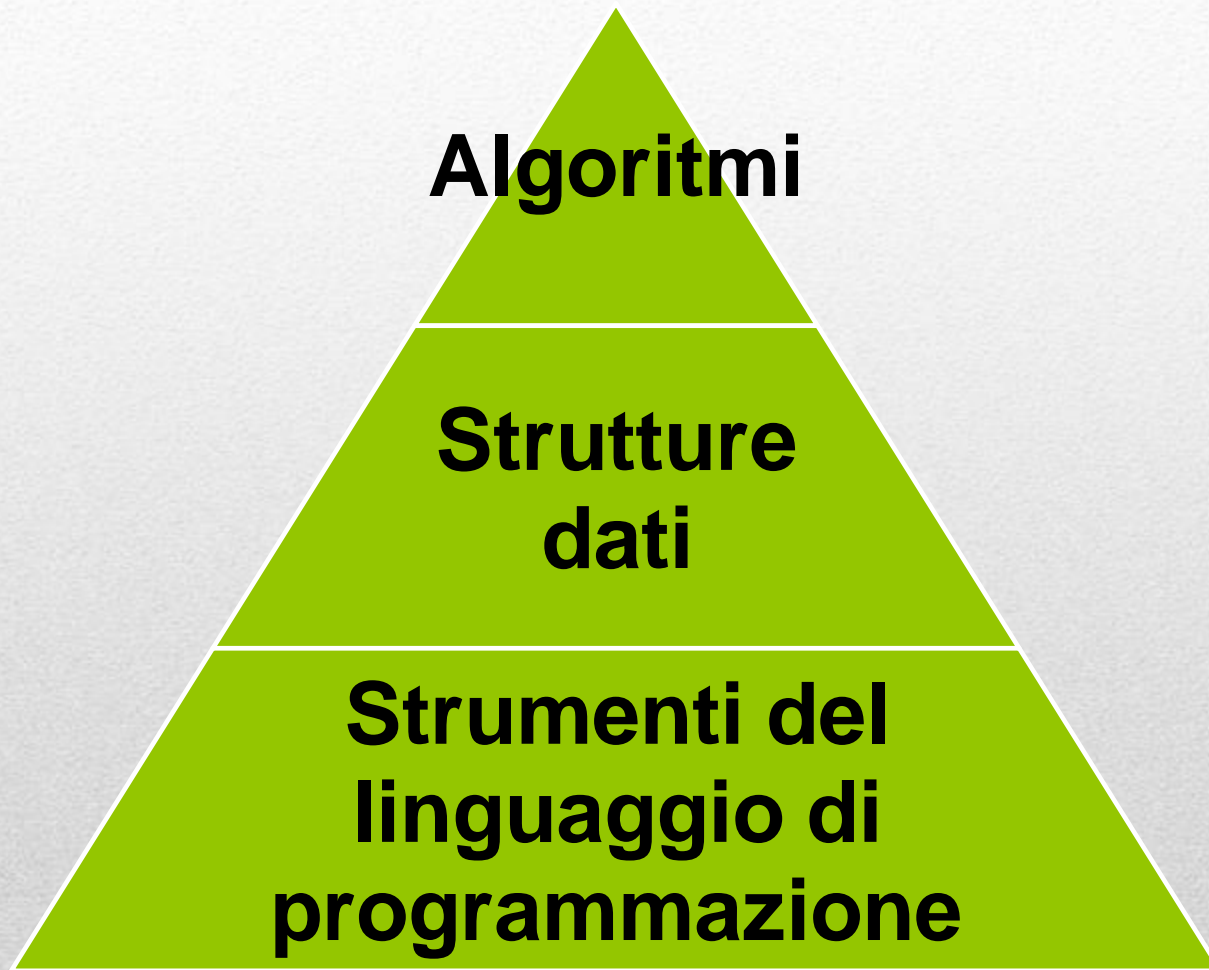 Algoritmi
Strutture
dati
Strumenti del
linguaggio di
programmazione